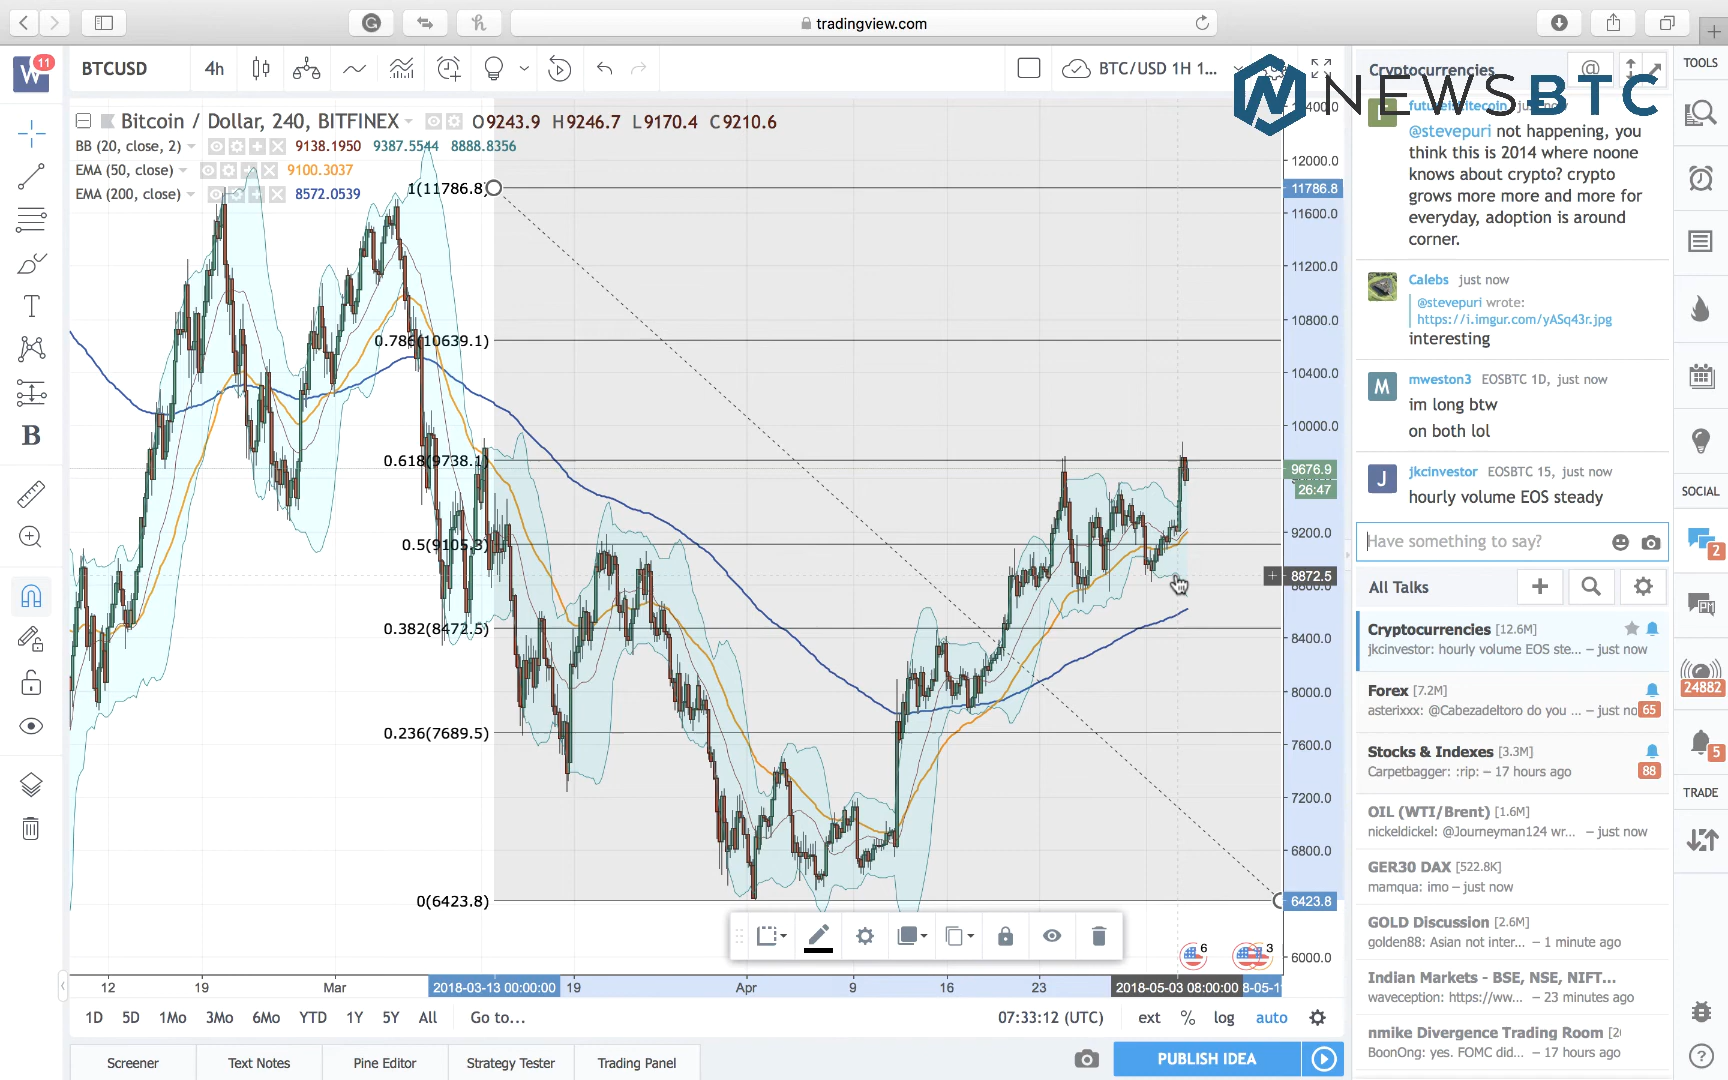 tradingview.com
11
W
BTCUSD
4h
BTC/USD 1H 1...
Bitcoin / Dollar, 240, BITFINEX
O9243.9 H9246.7 L9170.4 C9210.6
BB (20, close, 2)
9138.1950 9387.5544 8888.8356
EMA (50, close)
9100.3037
EMA (200, close)
8572.0539
1(11786.8)
0.786(10639.1)
0.618(9738.1)
0.5(9105.3)
0.382(8472.5)
0.236(7689.5)
0(6423.8)
12000.0
11786.8
11600.0
11200.0
10800.0
10400.0
10000.0
9676.9
26:47
9200.0
8872.5
8400.0
8000.0
7600.0
7200.0
6800.0
6423.8
6000.0
6
3
12
19
Mar
2018-03-13 00:00:00
19
Apr
9
16
23
2018-05-03 08:00:00
1D 5D 1Mo 3Mo 6Mo YTD 1Y 5Y All Go to...
07:33:12 (UTC) ext % log auto
Screener
Text Notes
Pine Editor
Strategy Tester
Trading Panel
PUBLISH IDEA
NEWSBTC
Cryptocurrencies
just now
@stevepuri not happening, you
think this is 2014 where noone
knows about crypto? crypto
grows more more and more for
everyday, adoption is around
corner.
Calebs just now
@stevepuri wrote:
https://i.imgur.com/yASq43r.jpg
interesting
M
mweston3 EOSBTC 1D, just now
im long btw
on both lol
J
jkcinvestor EOSBTC 15, just now
hourly volume EOS steady
Have something to say?
All Talks
Cryptocurrencies [12.6M]
jkcinvestor: hourly volume EOS ste... – just now
Forex [7.2M]
asterixxx: @Cabezadeltoro do you ... – just no
65
Stocks & Indexes [3.3M]
Carpetbagger: :rip: – 17 hours ago
88
OIL (WTI/Brent) [1.6M]
nickeldickel: @Journeyman124 wr... – just now
GER30 DAX [522.8K]
mamqua: imo – just now
GOLD Discussion [2.6M]
golden88: Asian not inter... – 1 minute ago
Indian Markets - BSE, NSE, NIFT...
waveception: https://ww... – 23 minutes ago
nmike Divergence Trading Room
BoonOng: yes. FOMC did... – 17 hours ago
TOOLS
SOCIAL
2
24882
5
TRADE